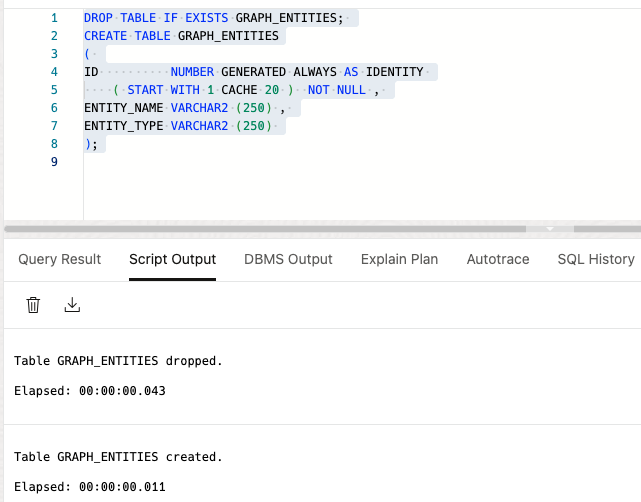 1 DROP TABLE IF EXISTS GRAPH_ENTITIES;
2 CREATE TABLE GRAPH_ENTITIES
3 (
4 ID NUMBER GENERATED ALWAYS AS IDENTITY
5 ( START WITH 1 CACHE 20 ) NOT NULL ,
6 ENTITY_NAME VARCHAR2 (250) ,
7 ENTITY_TYPE VARCHAR2 (250)
8 );
9
Query Result Script Output DBMS Output Explain Plan Autotrace SQL History
Table GRAPH_ENTITIES dropped.
Elapsed: 00:00:00.043
Table GRAPH_ENTITIES created.
Elapsed: 00:00:00.011